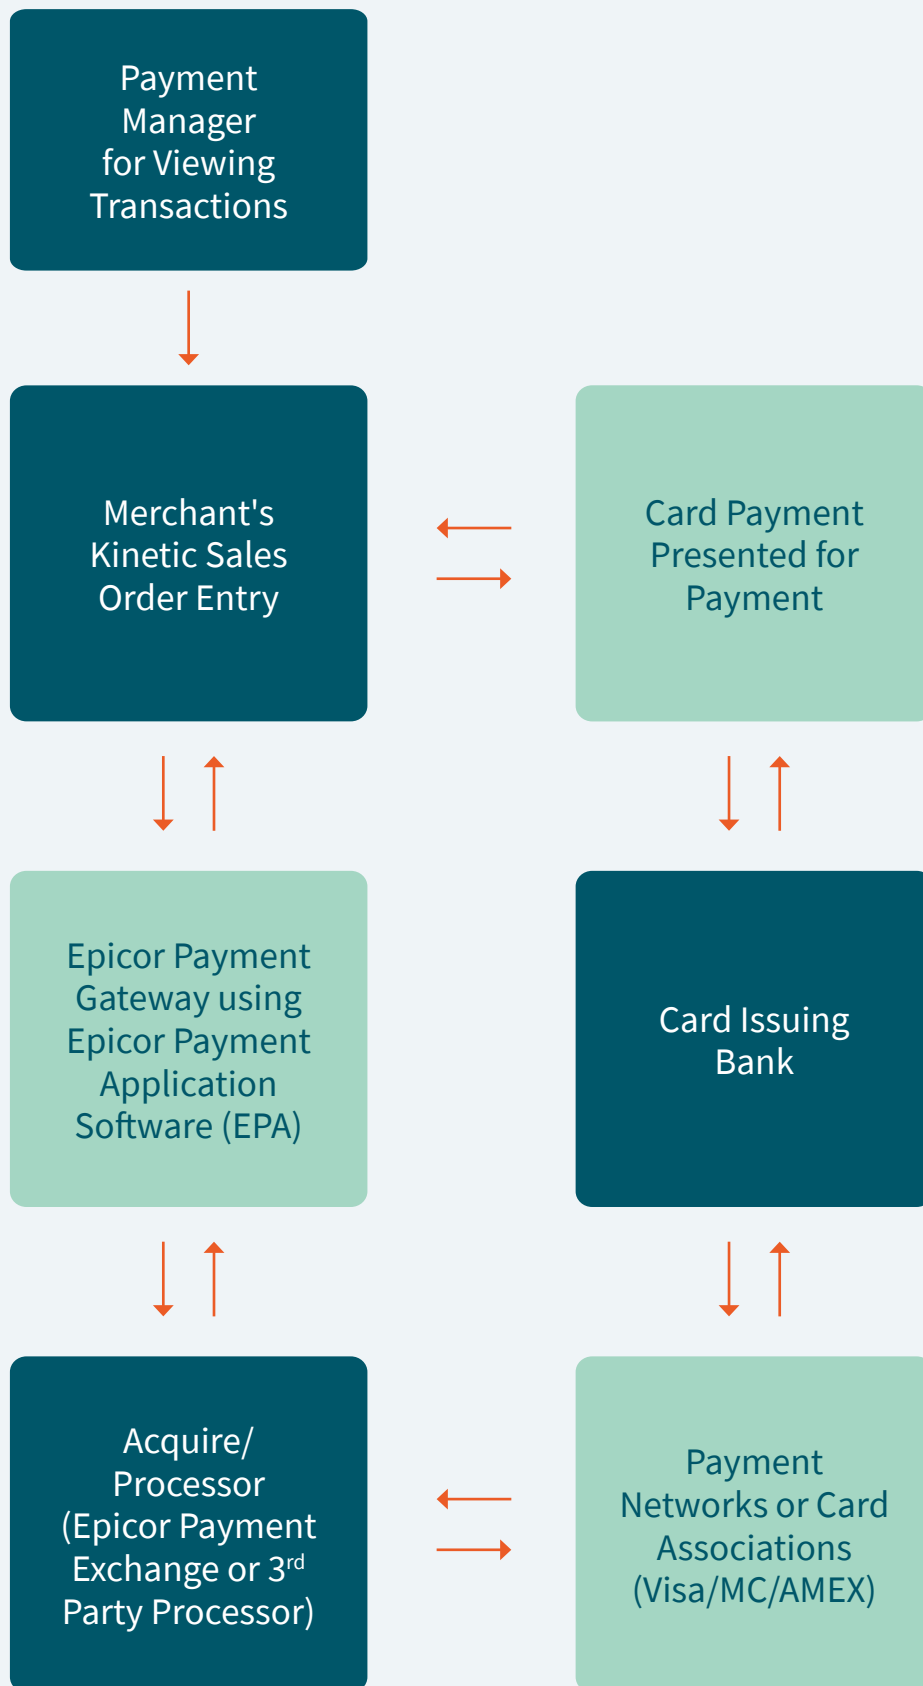 Payment
Manager
for Viewing
Transactions
Merchant's
Kinetic Sales
Order Entry
Card Payment
Presented for
Payment
Epicor Payment
Gateway using
Epicor Payment
Application
Software (EPA)
Card Issuing
Bank
Acquire/
Processor
(Epicor Payment
Exchange or 3rd
Party Processor)
Payment
Networks or Card
Associations
(Visa/MC/AMEX)